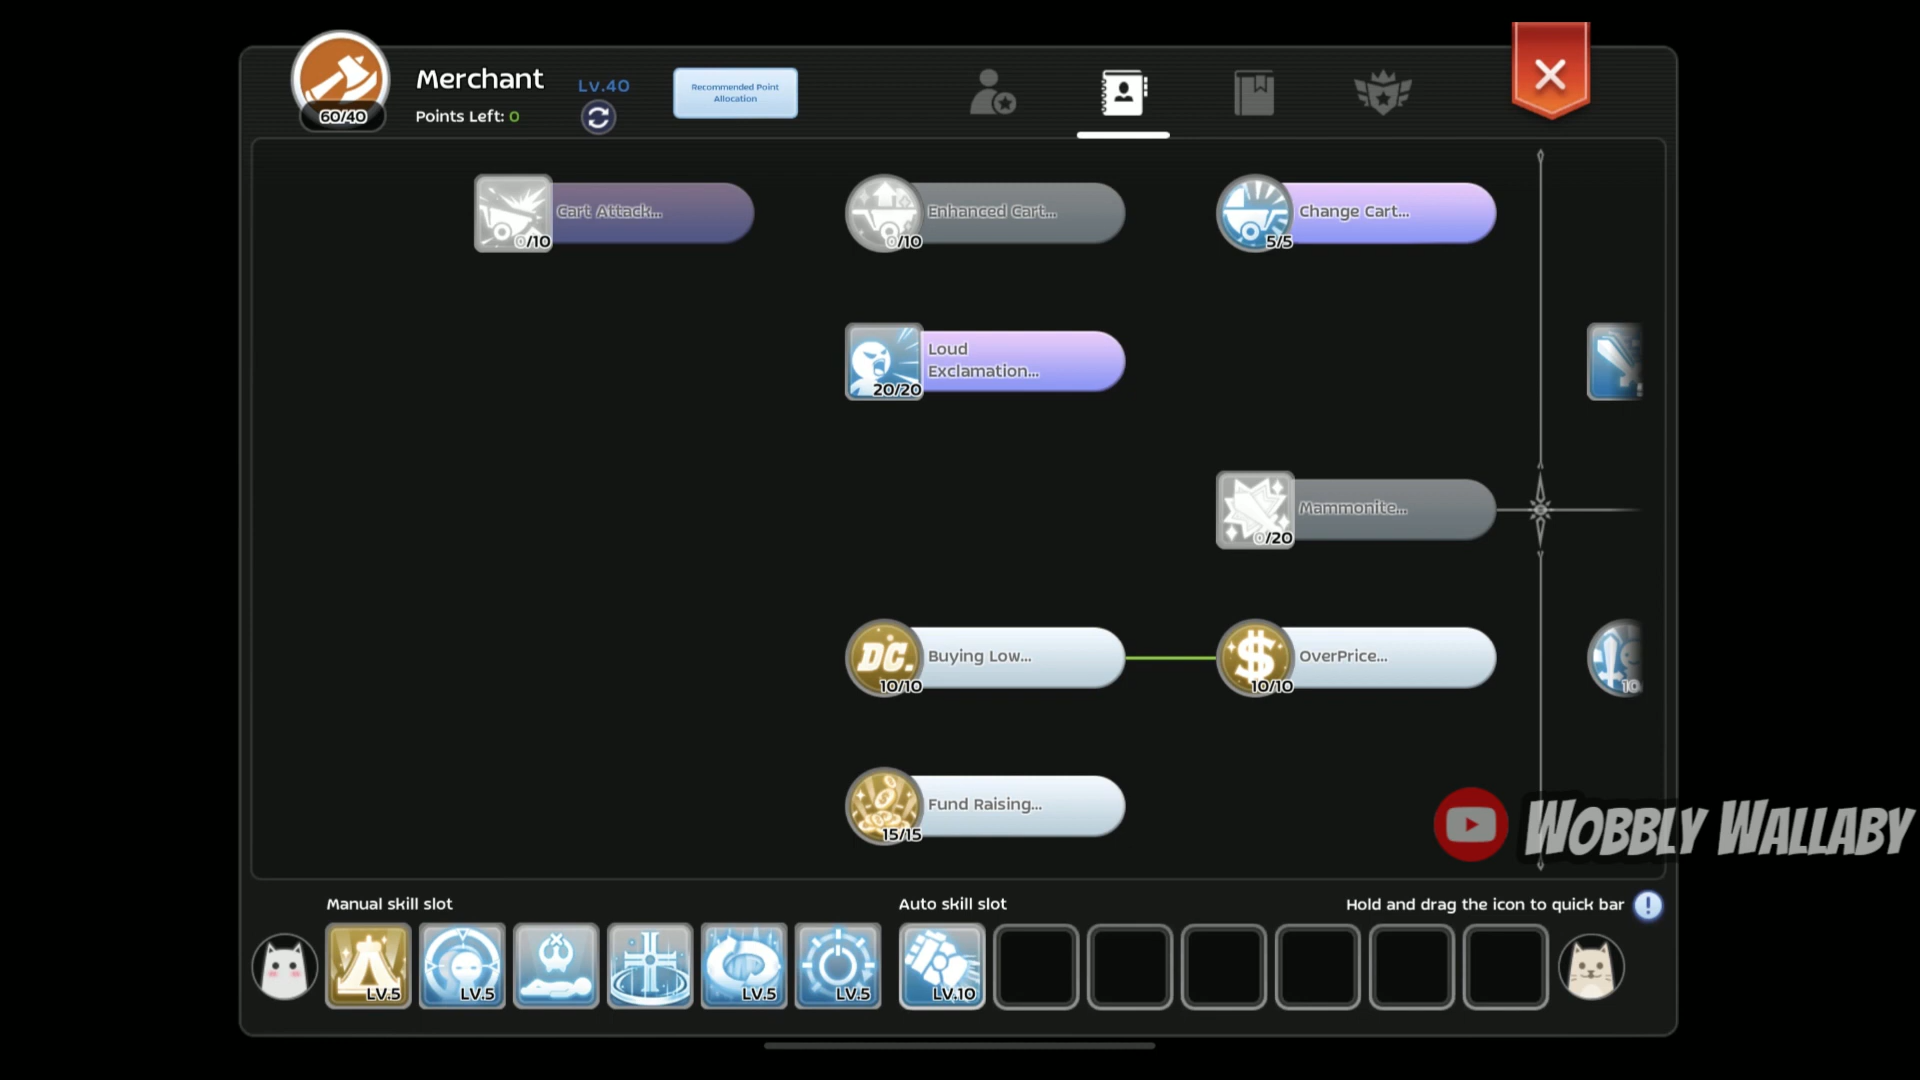 Merchant
Lv.40
Recommended Point
Allocation
60/40
Points Left: 0
Cart Attack...
0/10
Enhanced Cart...
0/10
Change Cart...
5/5
Loud
Exclamation...
20/20
Mammonite...
0/20
DC.
Buying Low...
10/10
$
OverPrice...
10/10
10
Fund Raising...
15/15
Wobbly Wallaby
Manual skill slot
Auto skill slot
Hold and drag the icon to quick bar
LV.5
LV.5
LV.5
LV.5
LV.10